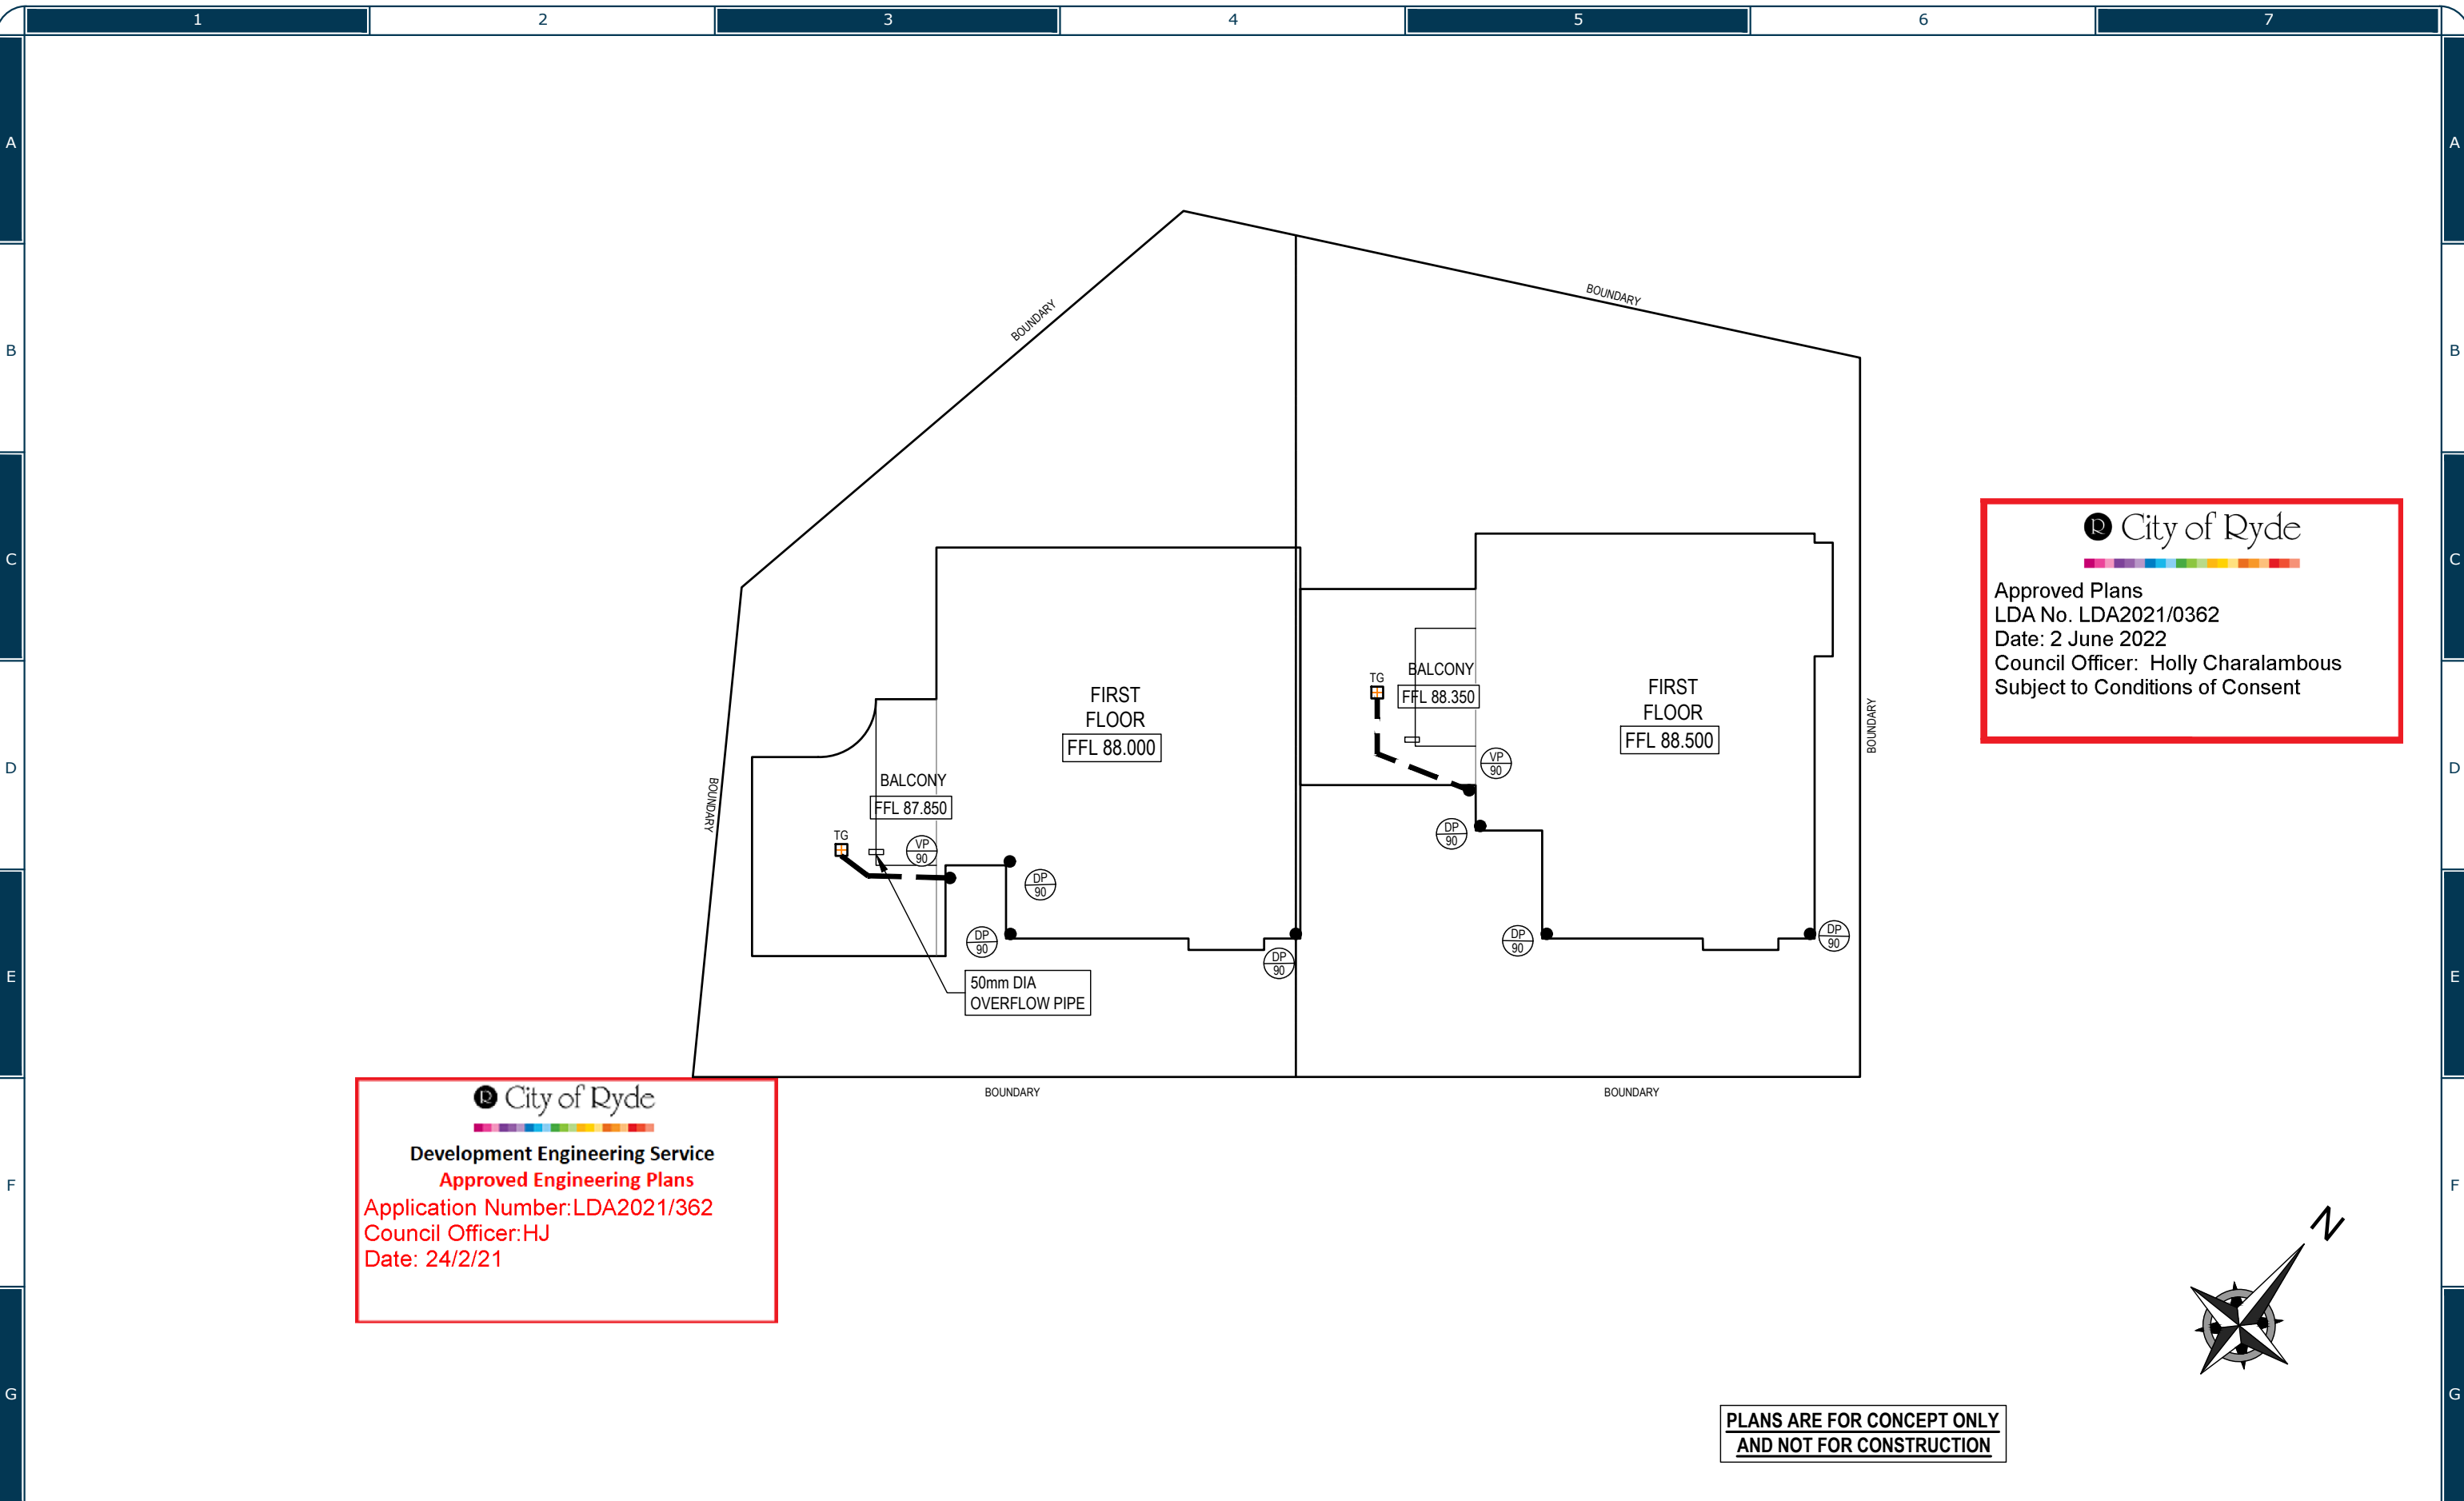 1 2 3 4 5 6 7
A A
B B
C C
D D
E E
F F
G G
BOUNDARY
BOUNDARY
BOUNDARY
BOUNDARY
BOUNDARY
BOUNDARY
FIRST
FLOOR
FFL 88.000
BALCONY
FFL 87.850
TG
VP
90
DP
90
DP
90
DP
90
50mm DIA
OVERFLOW PIPE
TG
BALCONY
FFL 88.350
FIRST
FLOOR
FFL 88.500
VP
90
DP
90
DP
90
DP
90
R City of Ryde
Approved Plans
LDA No. LDA2021/0362
Date: 2 June 2022
Council Officer:  Holly Charalambous
Subject to Conditions of Consent
R City of Ryde
Development Engineering Service
Approved Engineering Plans
Application Number:LDA2021/362
Council Officer:HJ
Date: 24/2/21
N
PLANS ARE FOR CONCEPT ONLY
AND NOT FOR CONSTRUCTION